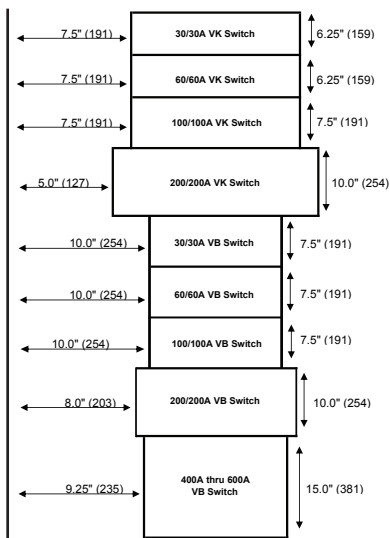 7.5" (191) 30/30A VK Switch 6.25" (159)
7.5" (191) 60/60A VK Switch 6.25" (159)
7.5" (191) 100/100A VK Switch 7.5" (191)
5.0" (127) 200/200A VK Switch 10.0" (254)
10.0" (254) 30/30A VB Switch 7.5" (191)
10.0" (254) 60/60A VB Switch 7.5" (191)
10.0" (254) 100/100A VB Switch 7.5" (191)
8.0" (203) 200/200A VB Switch 10.0" (254)
9.25" (235) 400A thru 600A 15.0" (381)
VB Switch